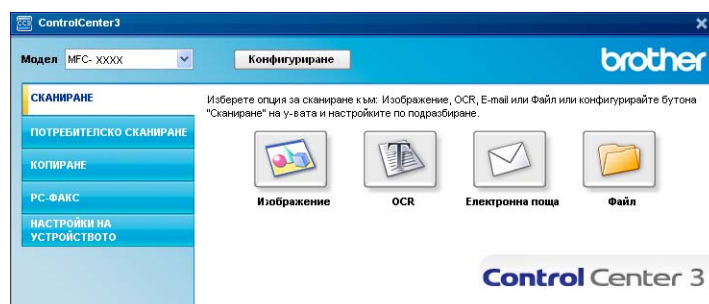 ControlCenter3
Модел MFC- XXXX Конфигуриране
brother
СКАНИРАНЕ
ПОТРЕБИТЕЛСКО СКАНИРАНЕ
КОПИРАНЕ
PC-ФАКС
НАСТРОЙКИ НА
УСТРОЙСТВОТО
Изберете опция за сканиране към: Изображение, OCR, E-mail или Файл или конфигурирайте бутона
"Сканиране" на у-вата и настройките по подразбиране.
Изображение OCR Електронна поща Файл
Control Center 3